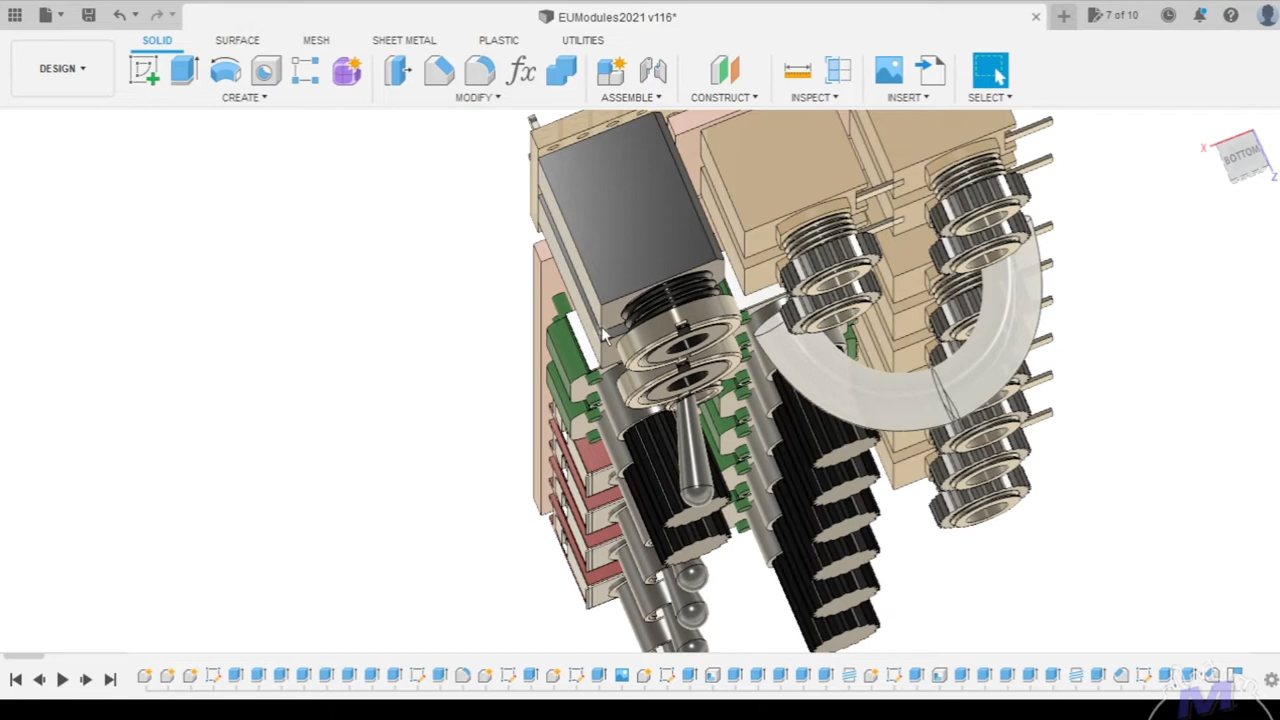 EUModules2021 v116*
7 of 10
SOLID SURFACE MESH SHEET METAL PLASTIC UTILITIES
DESIGN
fx
CREATE MODIFY ASSEMBLE CONSTRUCT INSPECT INSERT SELECT
X BOTTOM
Z
M